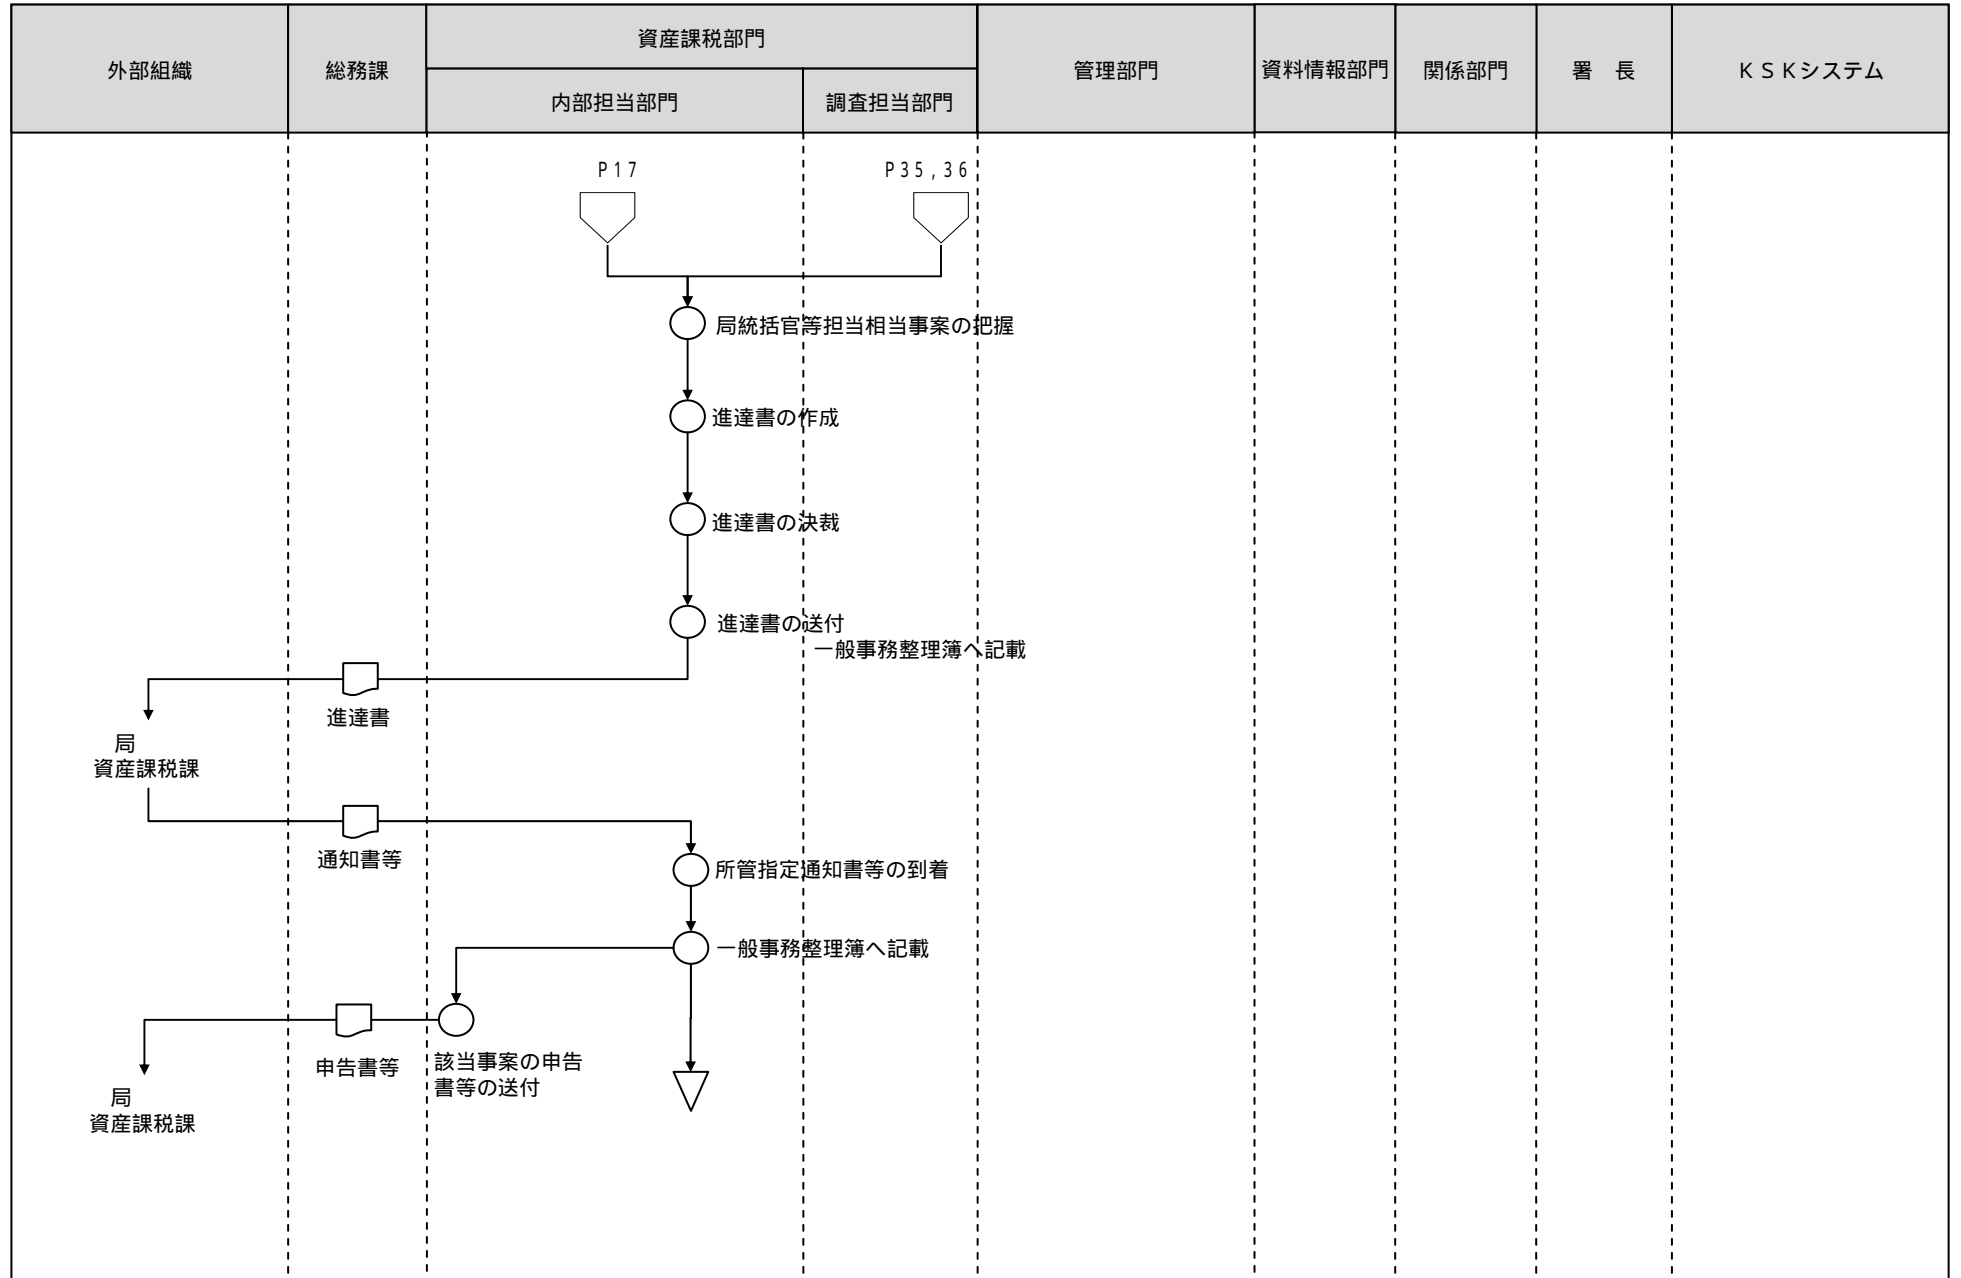 外部組織
総務課
資産課税部門
内部担当部門
調査担当部門
管理部門
資料情報部門
関係部門
署　長
ＫＳＫシステム
P17
P35,36
局統括官等担当相当事案の把握
進達書の作成
進達書の決裁
進達書の送付
一般事務整理簿へ記載
進達書
局
資産課税課
通知書等
所管指定通知書等の到着
一般事務整理簿へ記載
申告書等
該当事案の申告
書等の送付
局
資産課税課